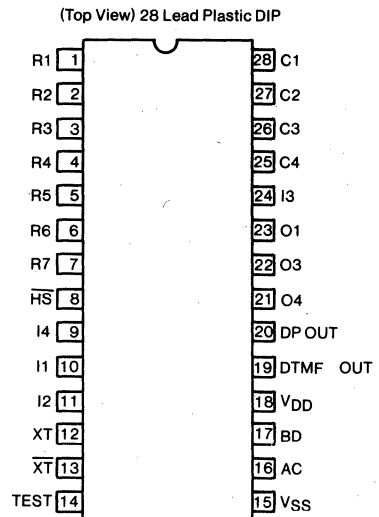 (Top View) 28 Lead Plastic DIP
R1 1 28 C1
R2 2 27 C2
R3 3 26 C3
R4 4 25 C4
R5 5 24 I3
R6 6 23 O1
R7 7 22 O3
H̅S̅ 8 21 O4
I4 9 20 DP OUT
I1 10 19 DTMF OUT
I2 11 18 VDD
XT 12 17 BD
X̅T̅ 13 16 AC
TEST 14 15 VSS